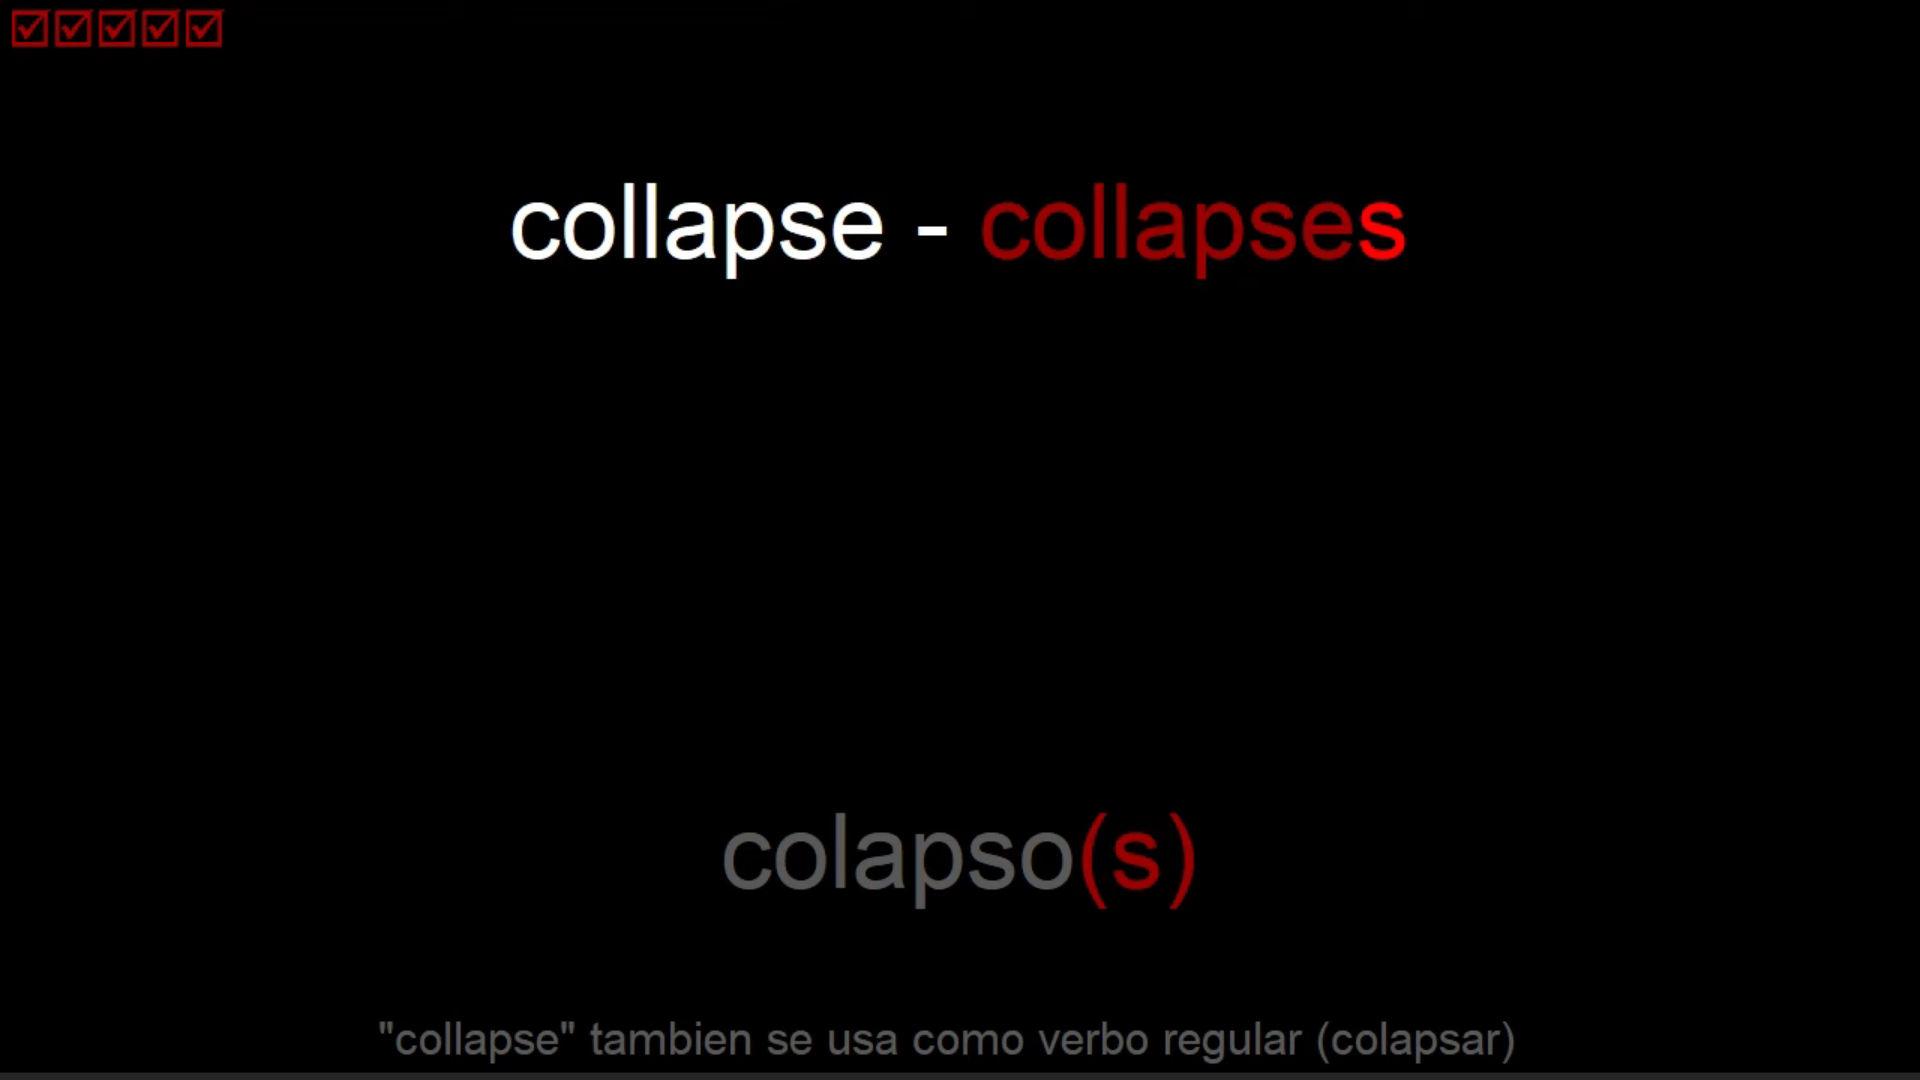 ☑☑☑☑☑
collapse - collapses
colapso(s)
"collapse" tambien se usa como verbo regular (colapsar)